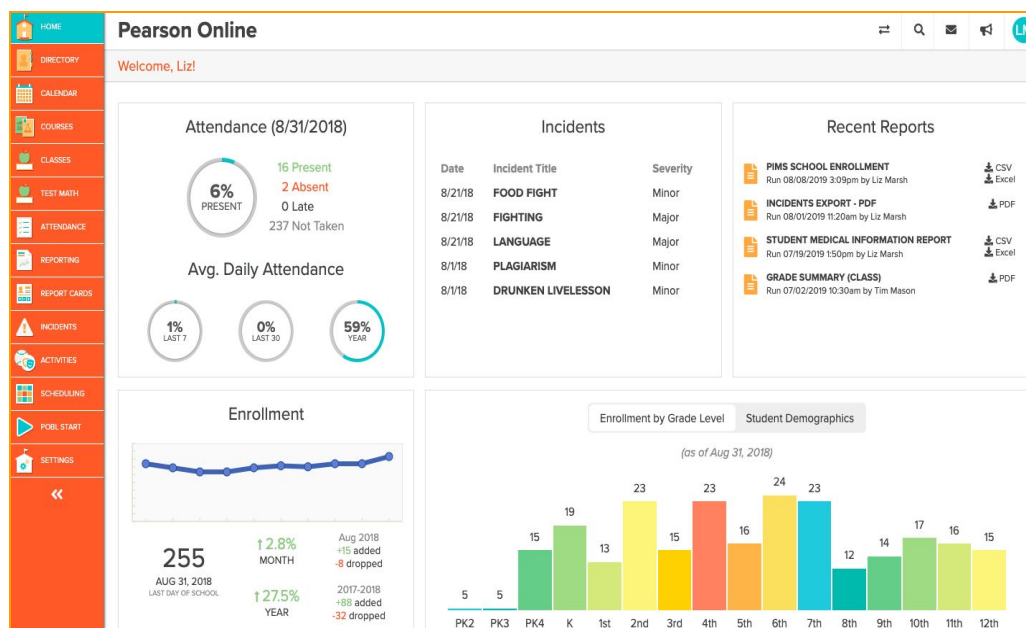 HOME
DIRECTORY
CALENDAR
COURSES
CLASSES
TEST MATH
ATTENDANCE
REPORTING
REPORT CARDS
INCIDENTS
ACTIVITIES
SCHEDULING
POBL START
SETTINGS
«
Pearson Online
Welcome, Liz!
Attendance (8/31/2018)
6%
PRESENT
16 Present
2 Absent
0 Late
237 Not Taken
Avg. Daily Attendance
1%
LAST 7
0%
LAST 30
59%
YEAR
Incidents
Date Incident Title Severity
8/21/18 FOOD FIGHT Minor
8/21/18 FIGHTING Major
8/21/18 LANGUAGE Major
8/1/18 PLAGIARISM Minor
8/1/18 DRUNKEN LIVELESSON Minor
Recent Reports
PIMS SCHOOL ENROLLMENT CSV
Run 08/08/2019 3:09pm by Liz Marsh Excel
INCIDENTS EXPORT - PDF PDF
Run 08/01/2019 11:20am by Liz Marsh
STUDENT MEDICAL INFORMATION REPORT CSV
Run 07/19/2019 1:50pm by Liz Marsh Excel
GRADE SUMMARY (CLASS) PDF
Run 07/02/2019 10:30am by Tim Mason
Enrollment
255
AUG 31, 2018
LAST DAY OF SCHOOL
↑2.8%
MONTH
Aug 2018
+15 added
-8 dropped
↑27.5%
YEAR
2017-2018
+88 added
-32 dropped
Enrollment by Grade Level Student Demographics
(as of Aug 31, 2018)
5 5 15 19 13 23 15 23 16 24 23 12 14 17 16 15
PK2 PK3 PK4 K 1st 2nd 3rd 4th 5th 6th 7th 8th 9th 10th 11th 12th